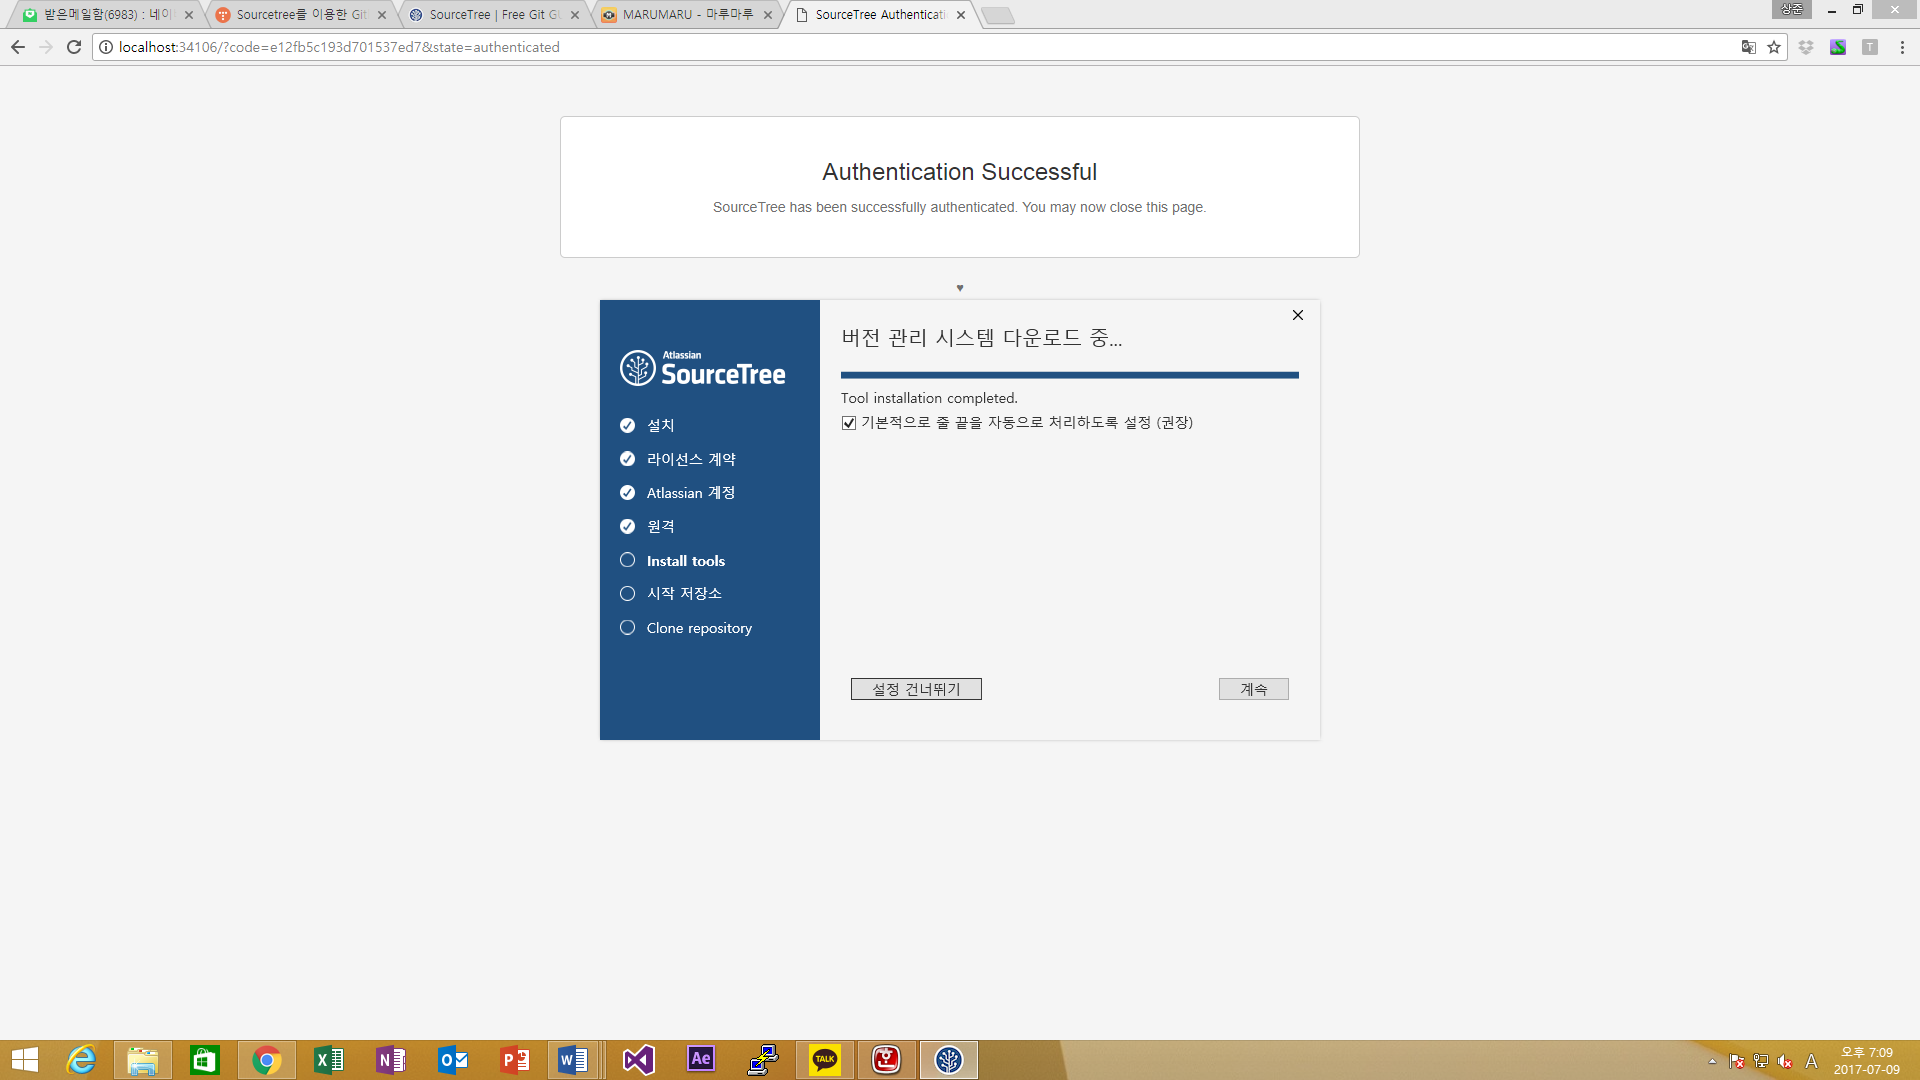 받은메일함(6983) : 네이
Sourcetree를 이용한 Git
SourceTree | Free Git GU
MARUMARU - 마루마루
SourceTree Authenticati
상준
localhost:34106/?code=e12fb5c193d701537ed7&state=authenticated
Authentication Successful
SourceTree has been successfully authenticated. You may now close this page.
Atlassian
SourceTree
설치
라이선스 계약
Atlassian 계정
원격
Install tools
시작 저장소
Clone repository
버전 관리 시스템 다운로드 중...
Tool installation completed.
기본적으로 줄 끝을 자동으로 처리하도록 설정 (권장)
설정 건너뛰기
계속
TALK
Ae
A
오후 7:09
2017-07-09